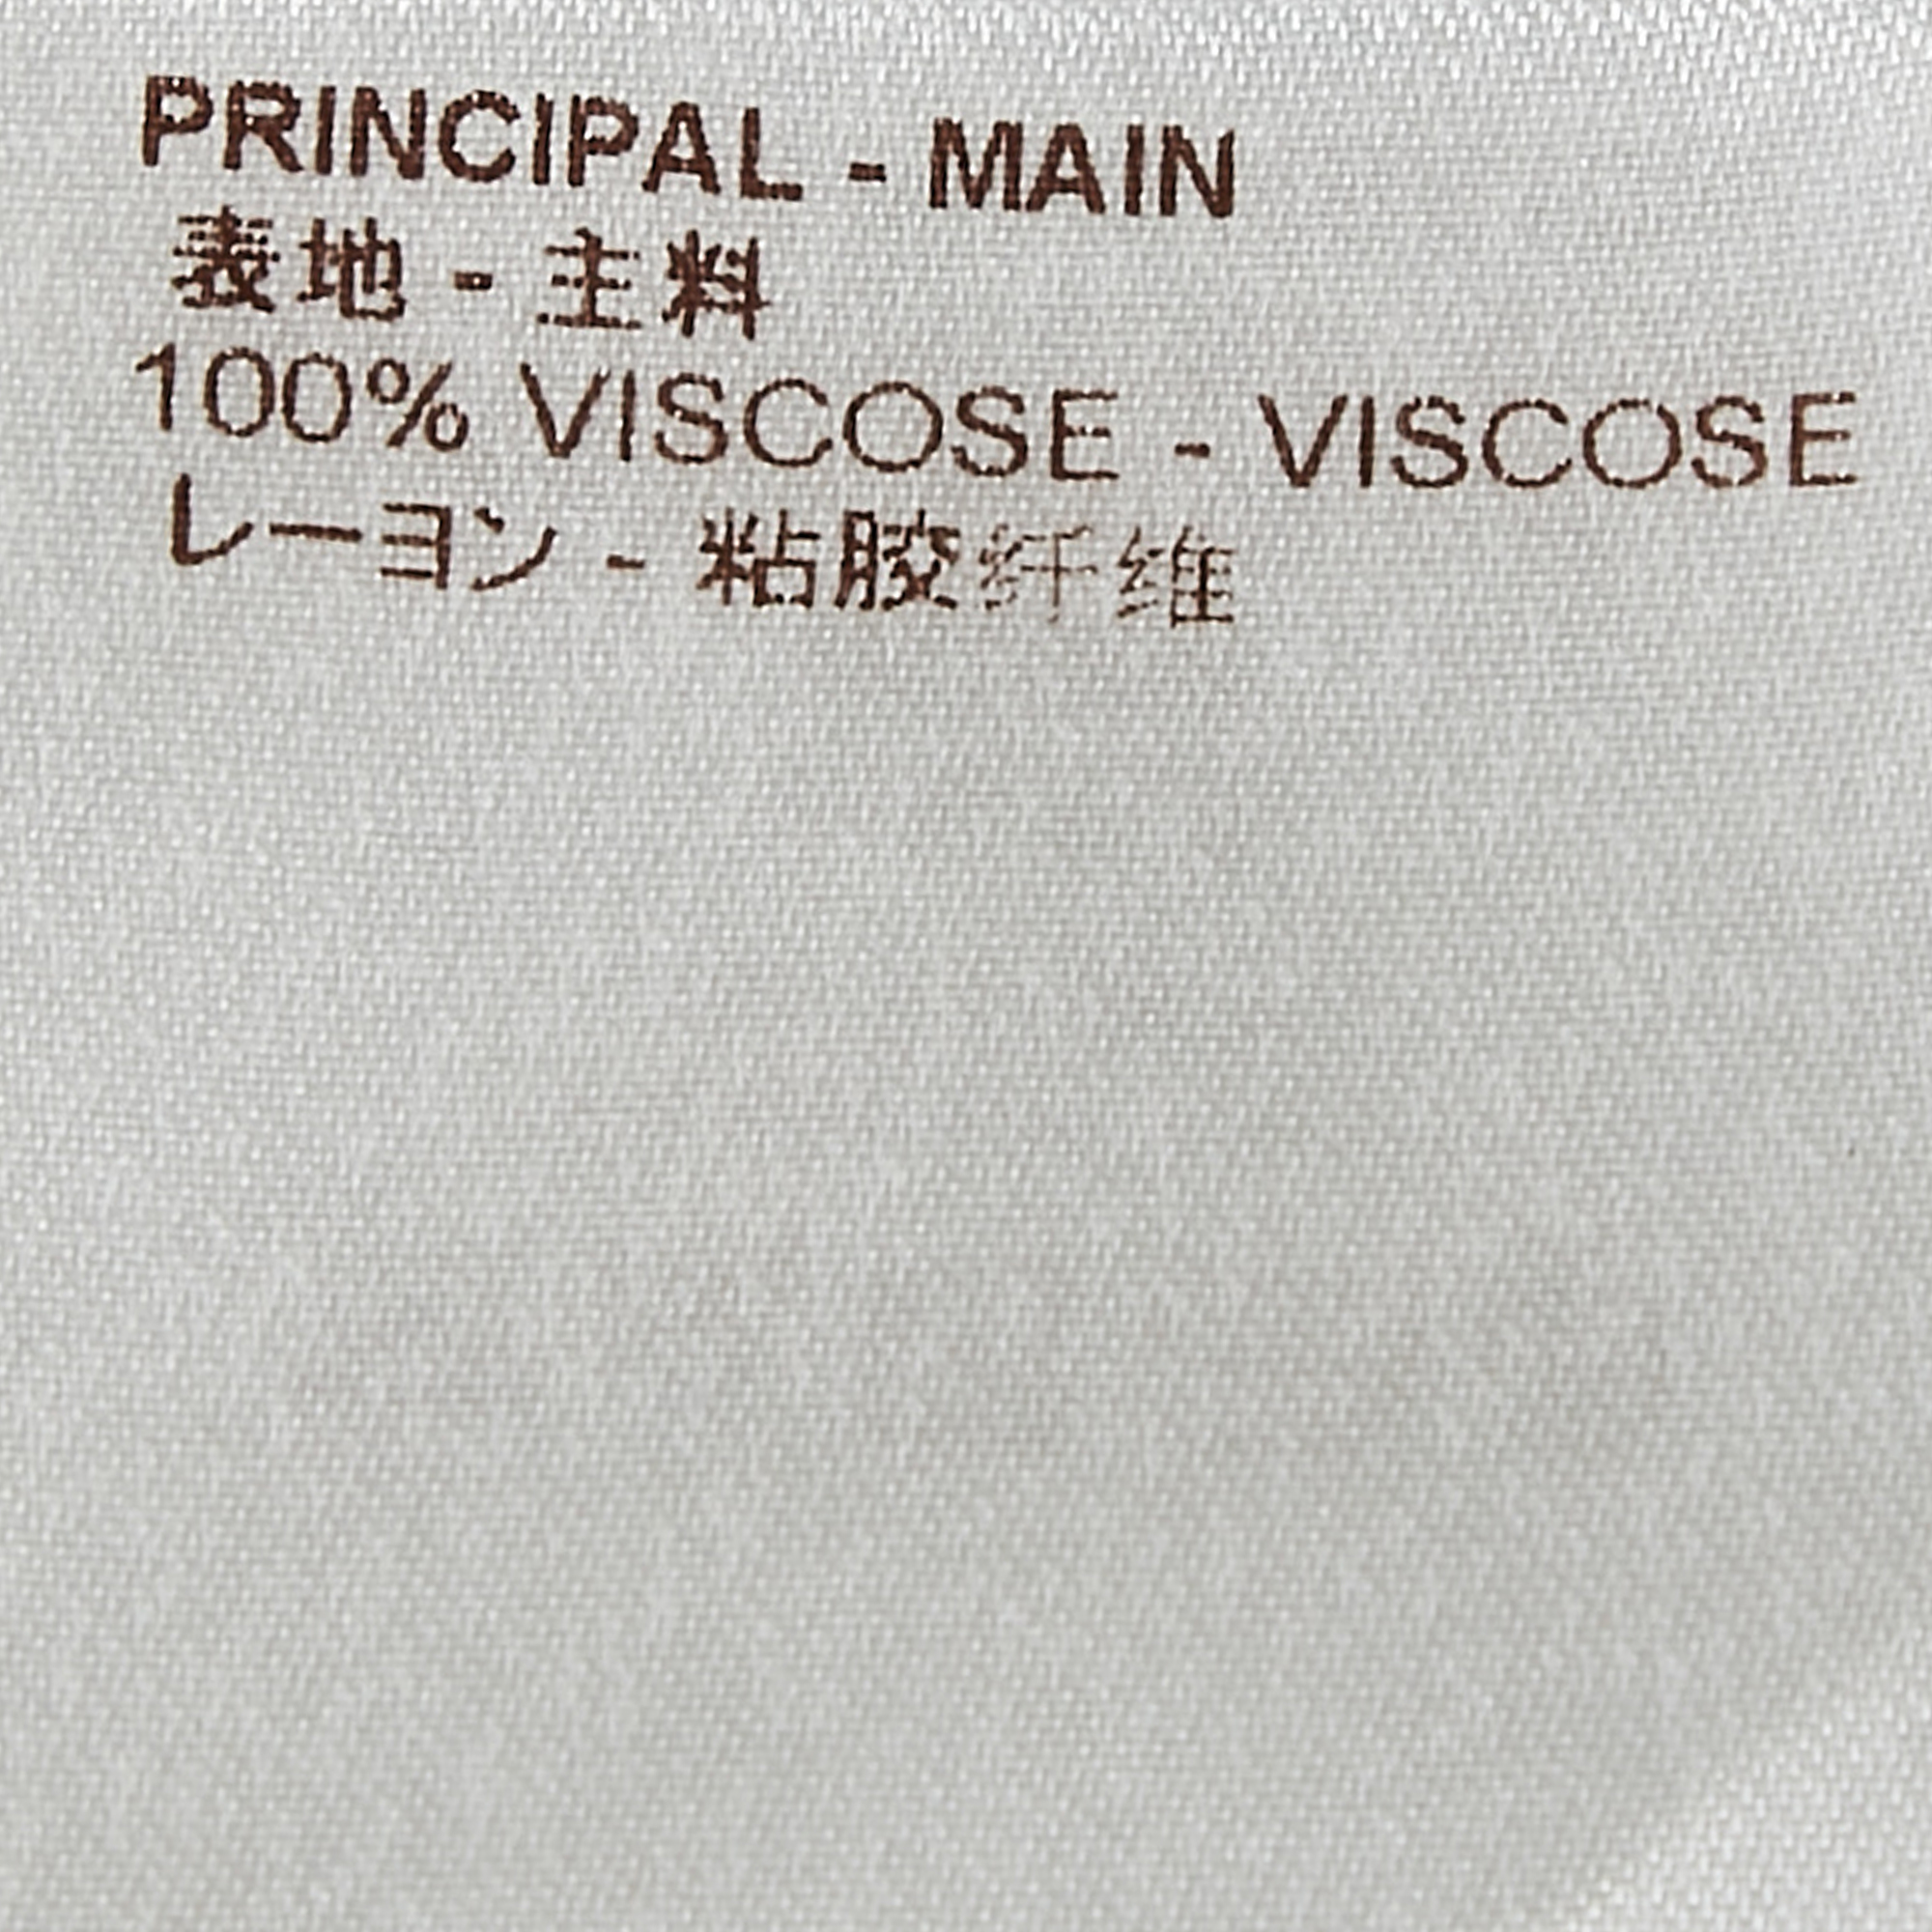 PRINCIPAL - MAIN
表地 - 主料
100% VISCOSE - VISCOSE
レーヨン - 粘胶纤维